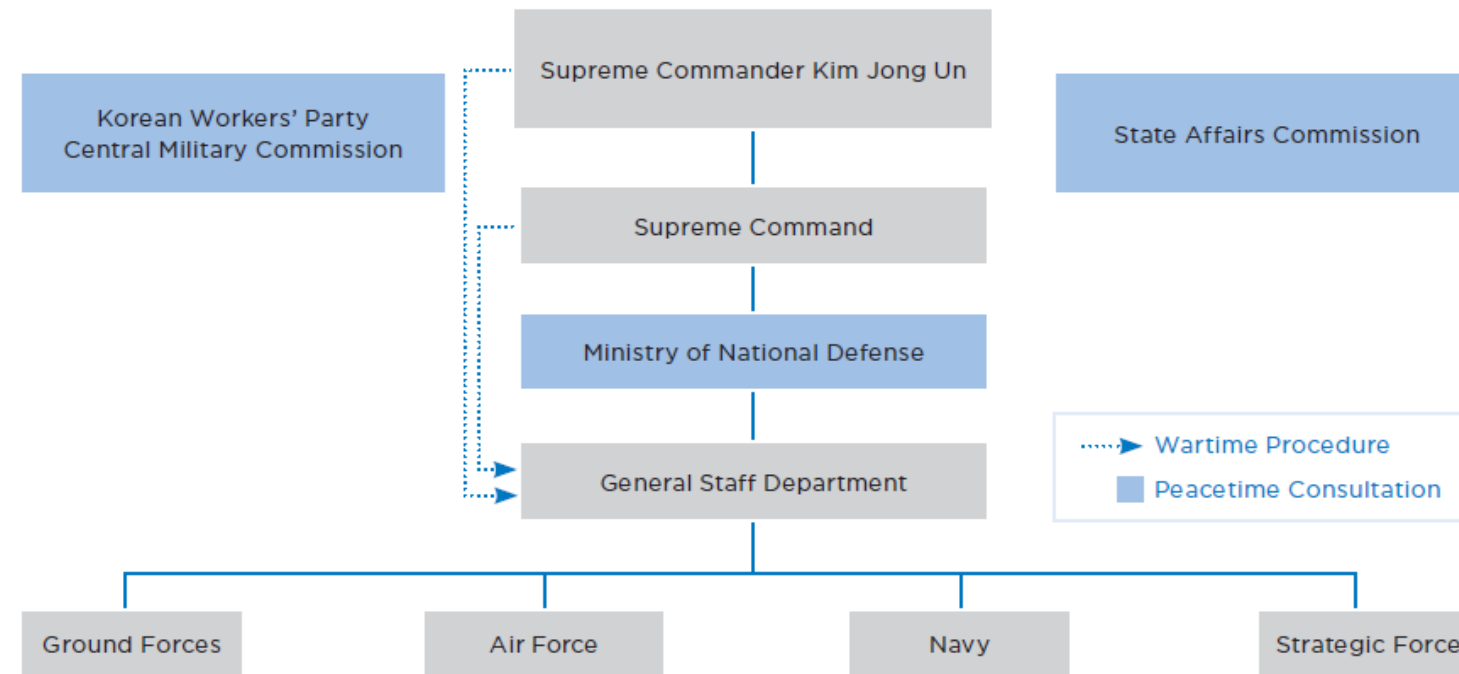 Supreme Commander Kim Jong Un
Korean Workers’ Party
Central Military Commission
State Affairs Commission
Supreme Command
Ministry of National Defense
General Staff Department
Wartime Procedure
Peacetime Consultation
Ground Forces
Air Force
Navy
Strategic Force